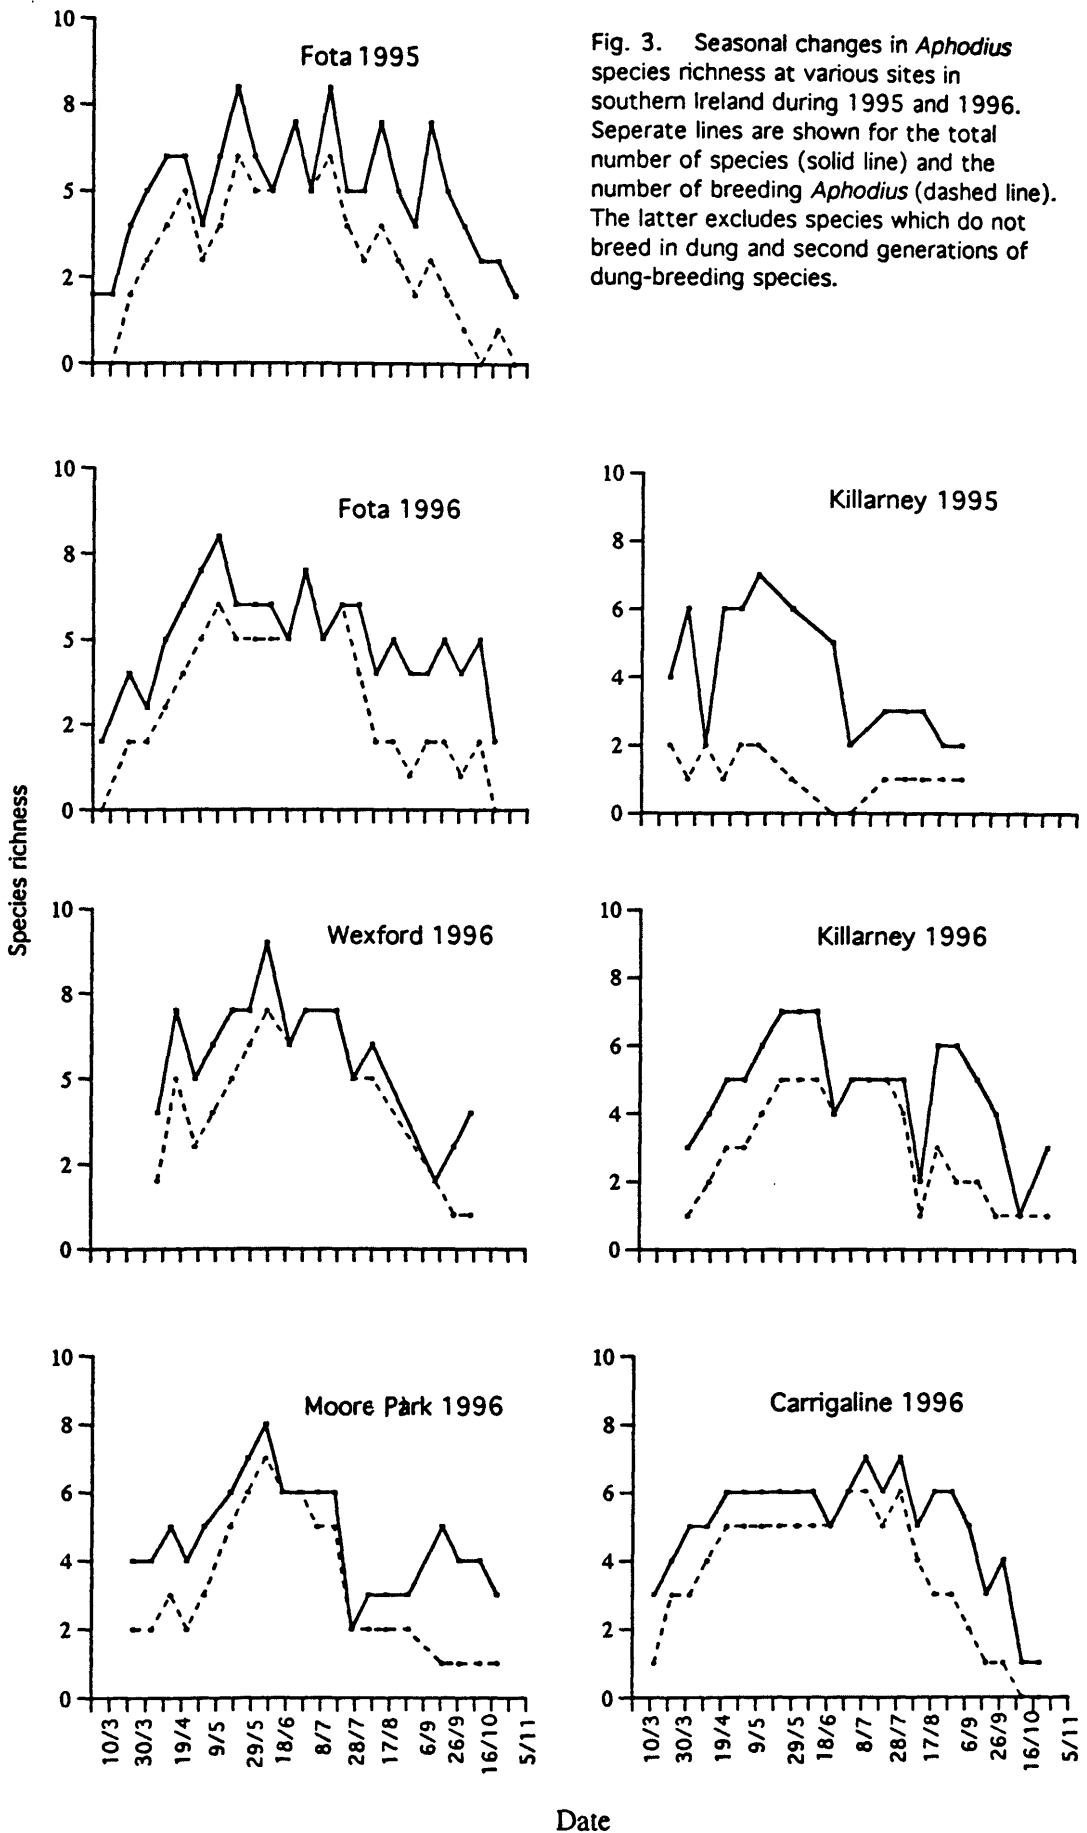 Fig. 3. Seasonal changes in Aphodius
species richness at various sites in
southern Ireland during 1995 and 1996.
Seperate lines are shown for the total
number of species (solid line) and the
number of breeding Aphodius (dashed line).
The latter excludes species which do not
breed in dung and second generations of
dung-breeding species.
Fota 1995
10
8
5
2
0
Fota 1996
10
8
5
2
0
Killarney 1995
10
8
6
4
2
0
Species richness
Wexford 1996
10
8
5
2
0
Killarney 1996
10
8
6
4
2
0
Moore Park 1996
10
8
6
4
2
0
10/3 30/3 19/4 9/5 29/5 18/6 8/7 28/7 17/8 6/9 26/9 16/10 5/11
Carrigaline 1996
10
8
6
4
2
0
10/3 30/3 19/4 9/5 29/5 18/6 8/7 28/7 17/8 6/9 26/9 16/10 5/11
Date